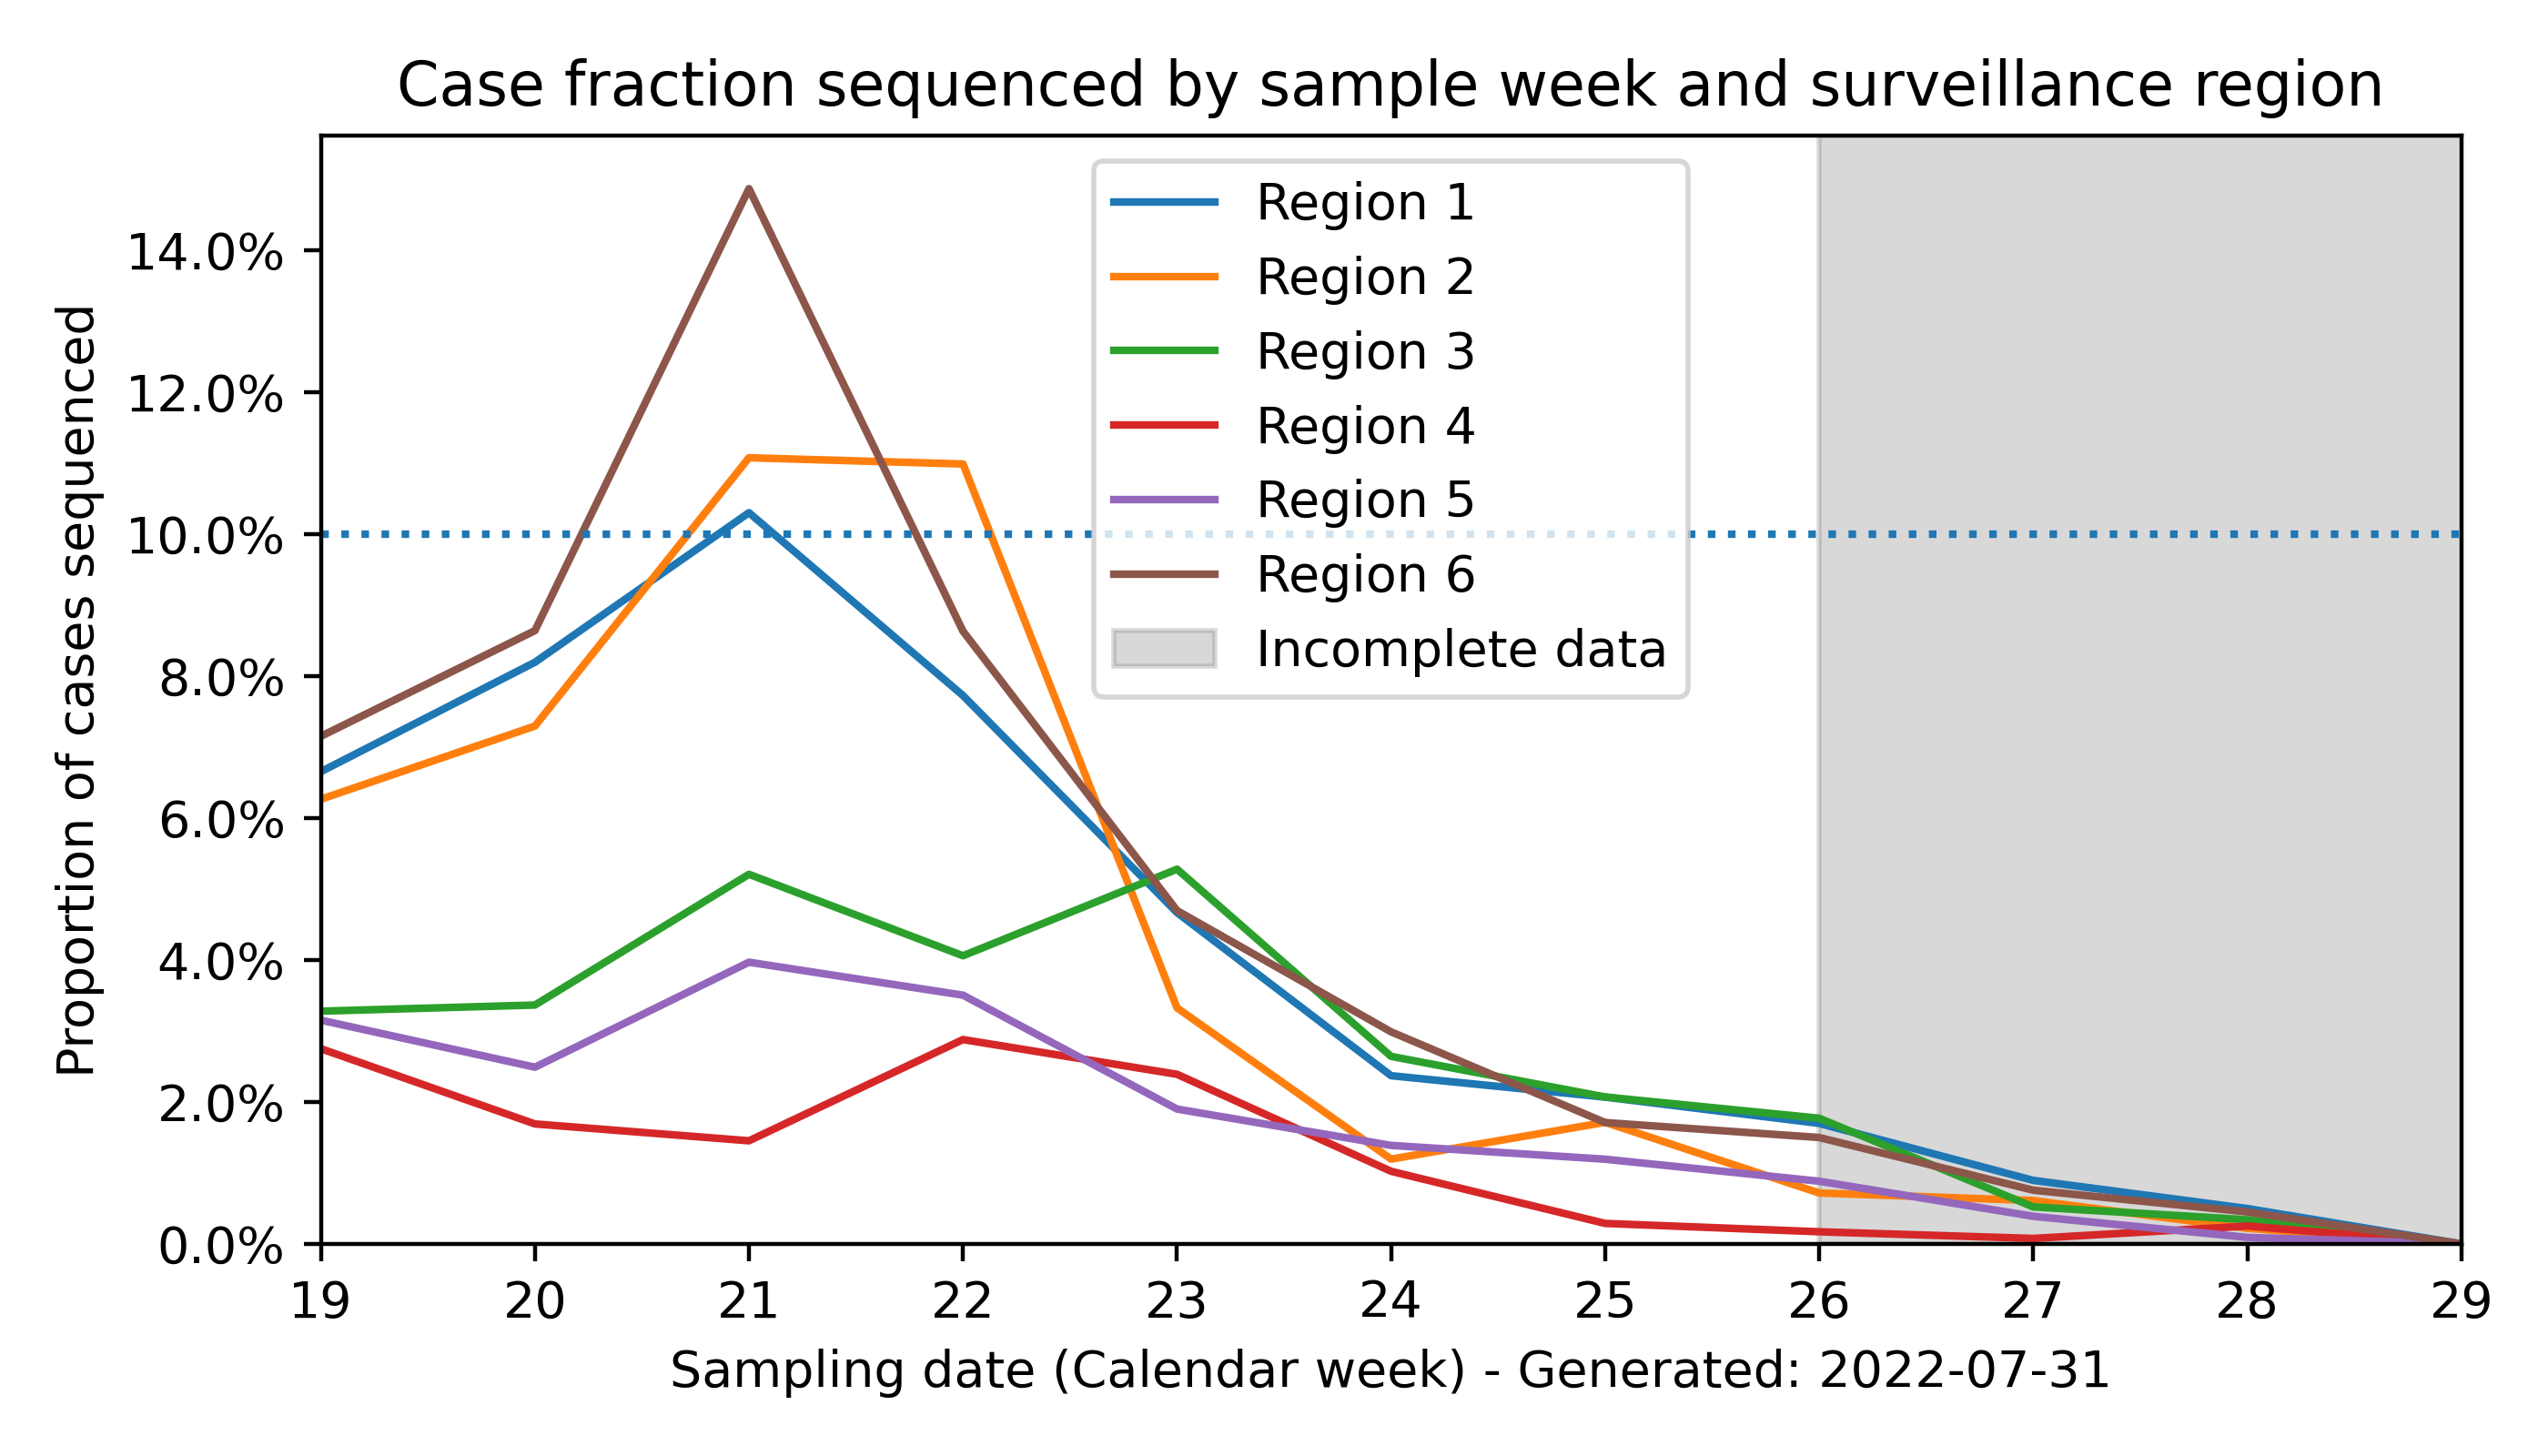 Case fraction sequenced by sample week and surveillance region
Proportion of cases sequenced
14.0%
12.0%
10.0%
8.0%
6.0%
4.0%
2.0%
0.0%
Region 1
Region 2
Region 3
Region 4
Region 5
Region 6
Incomplete data
19 20 21 22 23 24 25 26 27 28 29
Sampling date (Calendar week) - Generated: 2022-07-31